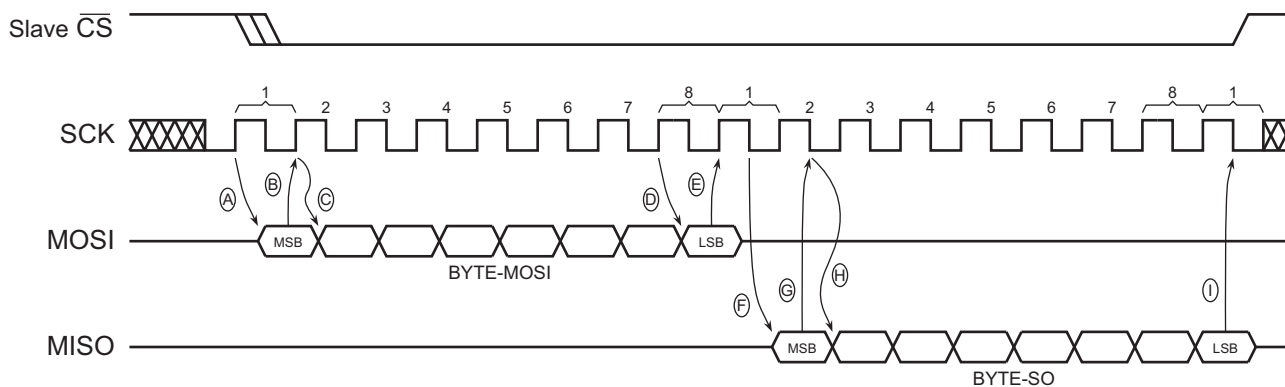 Slave CS
1 2 3 4 5 6 7 8 1 2 3 4 5 6 7 8 1
SCK
A B C D E
MOSI MSB LSB
BYTE-MOSI
F G H I
MISO MSB LSB
BYTE-SO